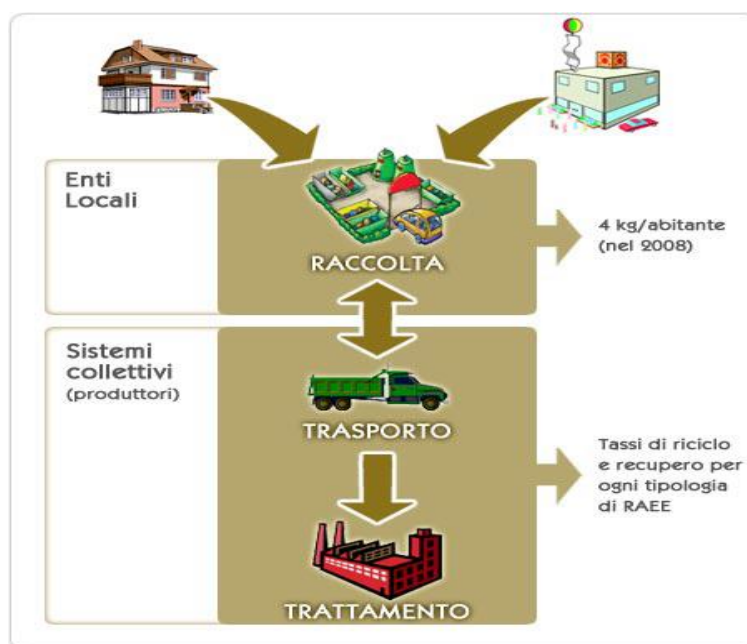 Enti
Locali
RACCOLTA
4 kg/abitante
(nel 2008)
Sistemi
collettivi
(produttori)
TRASPORTO
Tassi di riciclo
e recupero per
ogni tipologia
di RAEE
TRATTAMENTO